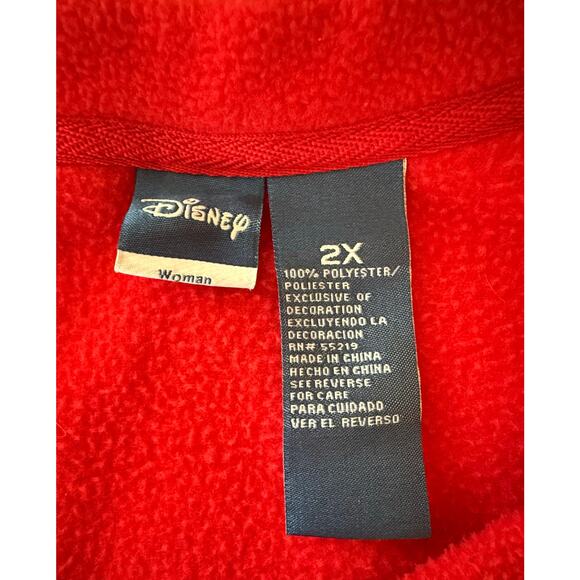 Disney
Woman
2X
100% POLYESTER/
POLIESTER
EXCLUSIVE OF
DECORATION
EXCLUYENDO LA
DECORACION
RN# 55219
MADE IN CHINA
HECHO EN CHINA
SEE REVERSE
FOR CARE
PARA CUIDADO
VER EL REVERSO